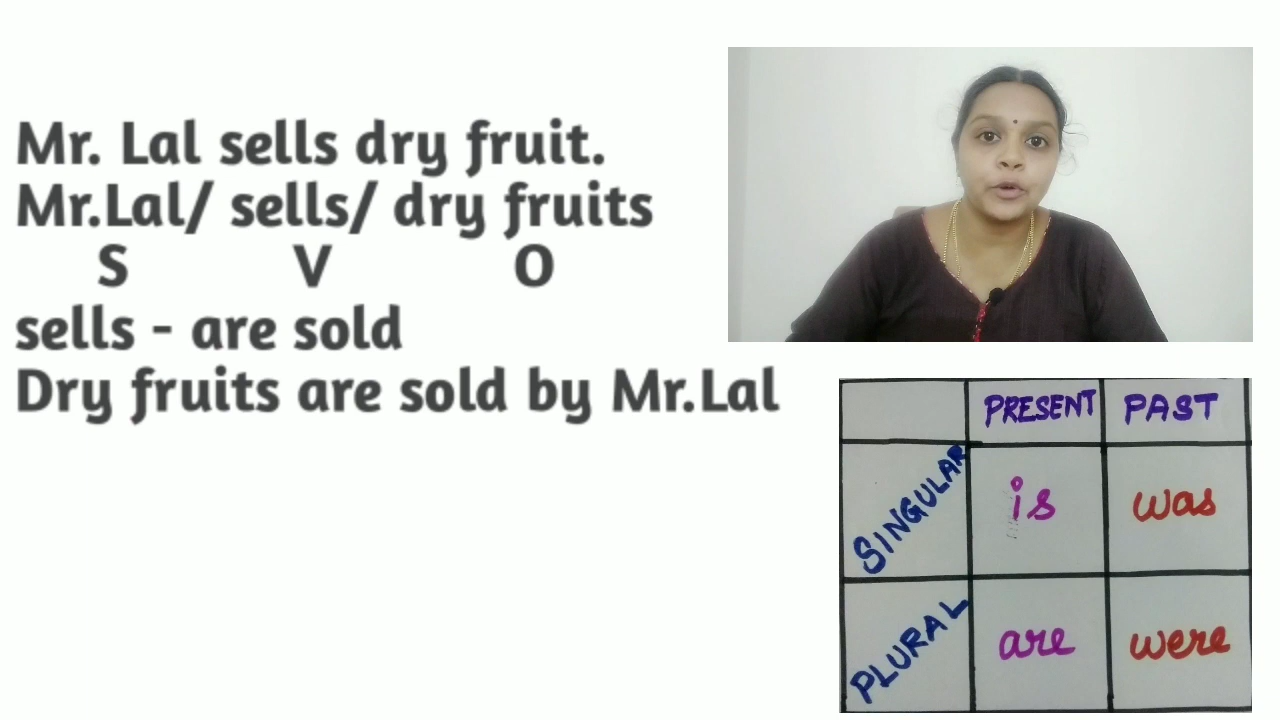 Mr. Lal sells dry fruit.
Mr.Lal/ sells/ dry fruits
S V O
sells - are sold
Dry fruits are sold by Mr.Lal
PRESENT PAST
SINGULAR is was
PLURAL are were